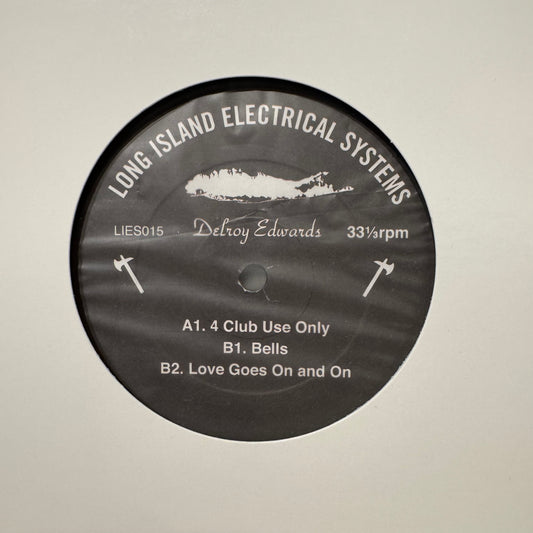 LONG ISLAND ELECTRICAL SYSTEMS
LIES015 Delroy Edwards 33⅓rpm
A1. 4 Club Use Only
B1. Bells
B2. Love Goes On and On